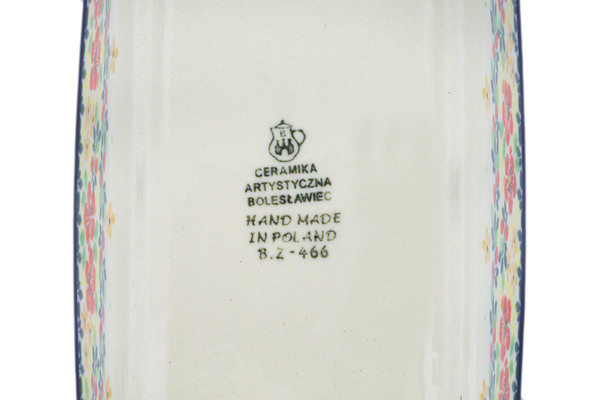 B
CERAMIKA
ARTYSTYCZNA
BOLESŁAWIEC
HAND MADE
IN POLAND
B.Z-466